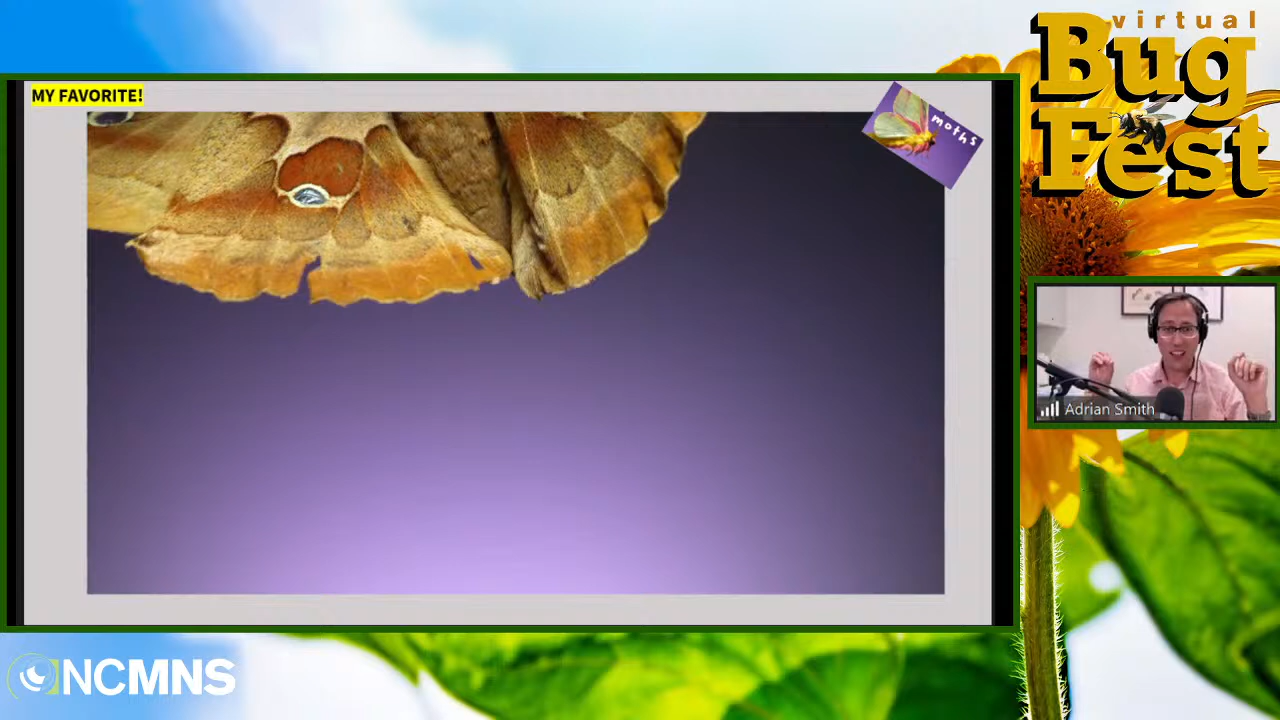 MY FAVORITE!
moths
virtual
Bug
Fest
Adrian Smith
NCMNS